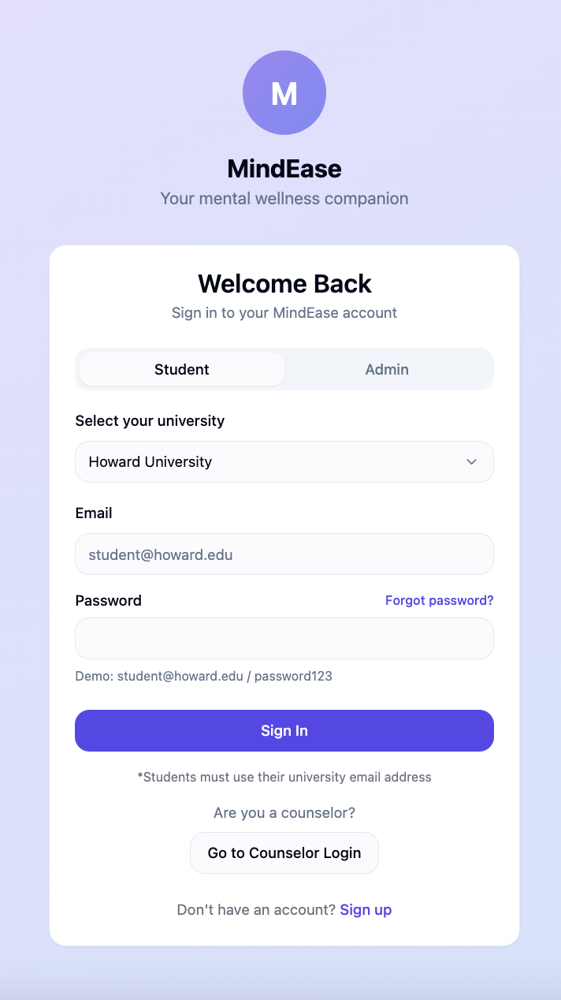 M
MindEase
Your mental wellness companion
Welcome Back
Sign in to your MindEase account
Student
Admin
Select your university
Howard University
Email
student@howard.edu
Password
Forgot password?
Demo: student@howard.edu / password123
Sign In
*Students must use their university email address
Are you a counselor?
Go to Counselor Login
Don't have an account? Sign up